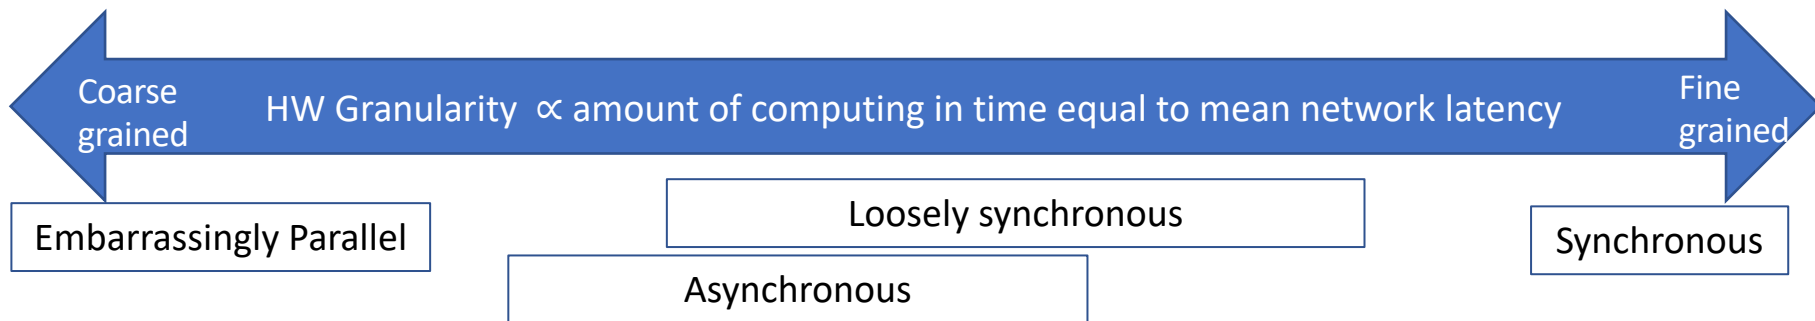 Coarse
grained
HW Granularity ∝ amount of computing in time equal to mean network latency
Fine
grained
Loosely synchronous
Embarrassingly Parallel
Synchronous
Asynchronous